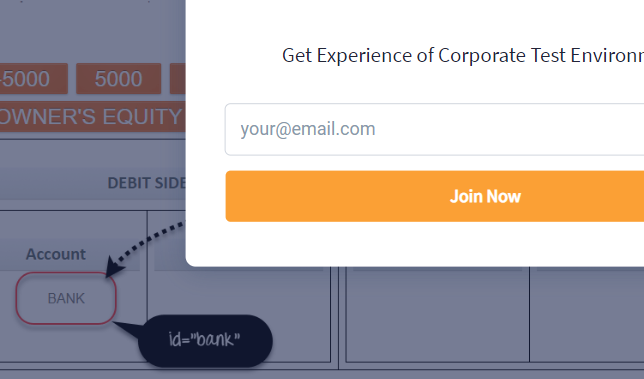 Get Experience of Corporate Test
your@email.com
Join Now
5000
5000
OWNER'S EQUITY
DEBIT SIDE
Account
BANK
id="bank"